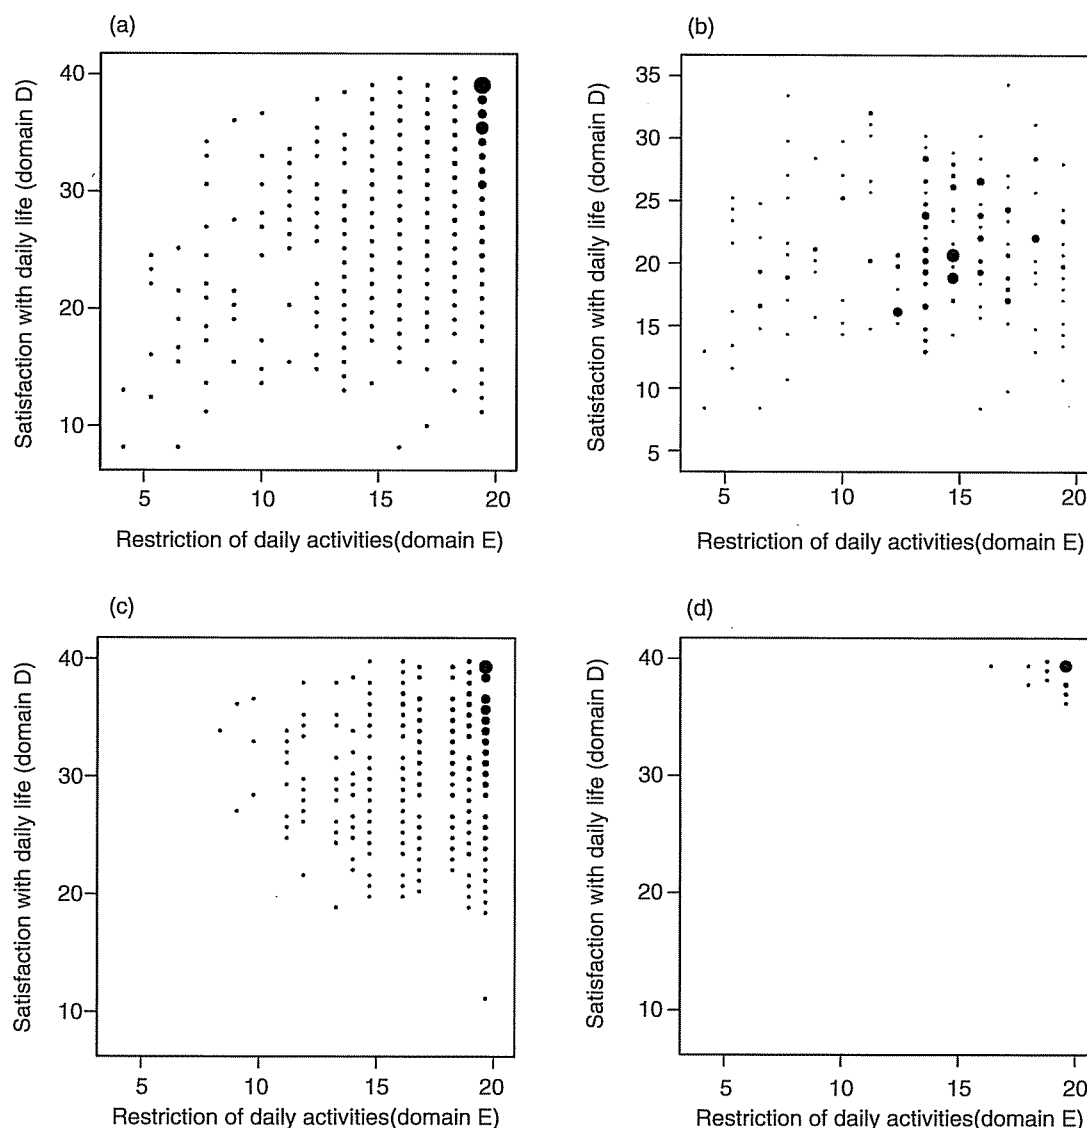 (a)
Satisfaction with daily life (domain D)
40
30
20
10
5 10 15 20
Restriction of daily activities(domain E)
(b)
Satisfaction with daily life (domain D)
35
30
25
20
15
10
5
5 10 15 20
Restriction of daily activities(domain E)
(c)
Satisfaction with daily life (domain D)
40
30
20
10
5 10 15 20
Restriction of daily activities(domain E)
(d)
Satisfaction with daily life (domain D)
40
30
20
10
5 10 15 20
Restriction of daily activities(domain E)